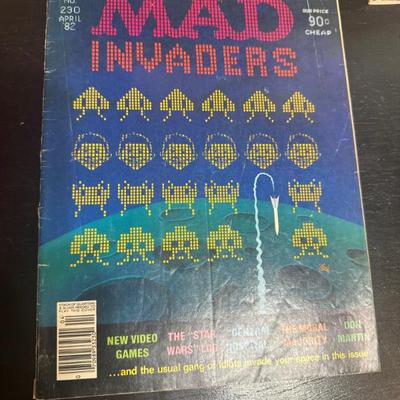 NO.
230
APRIL
'82
MAD
OUR PRICE
90¢
CHEAP
INVADERS
NEW VIDEO
GAMES
THE "STAR
WARS" LOG
GENERAL
HOSPITAL
THE MORAL
MAJORITY
DON
MARTIN
...and the usual gang of idiots invade your space in this issue